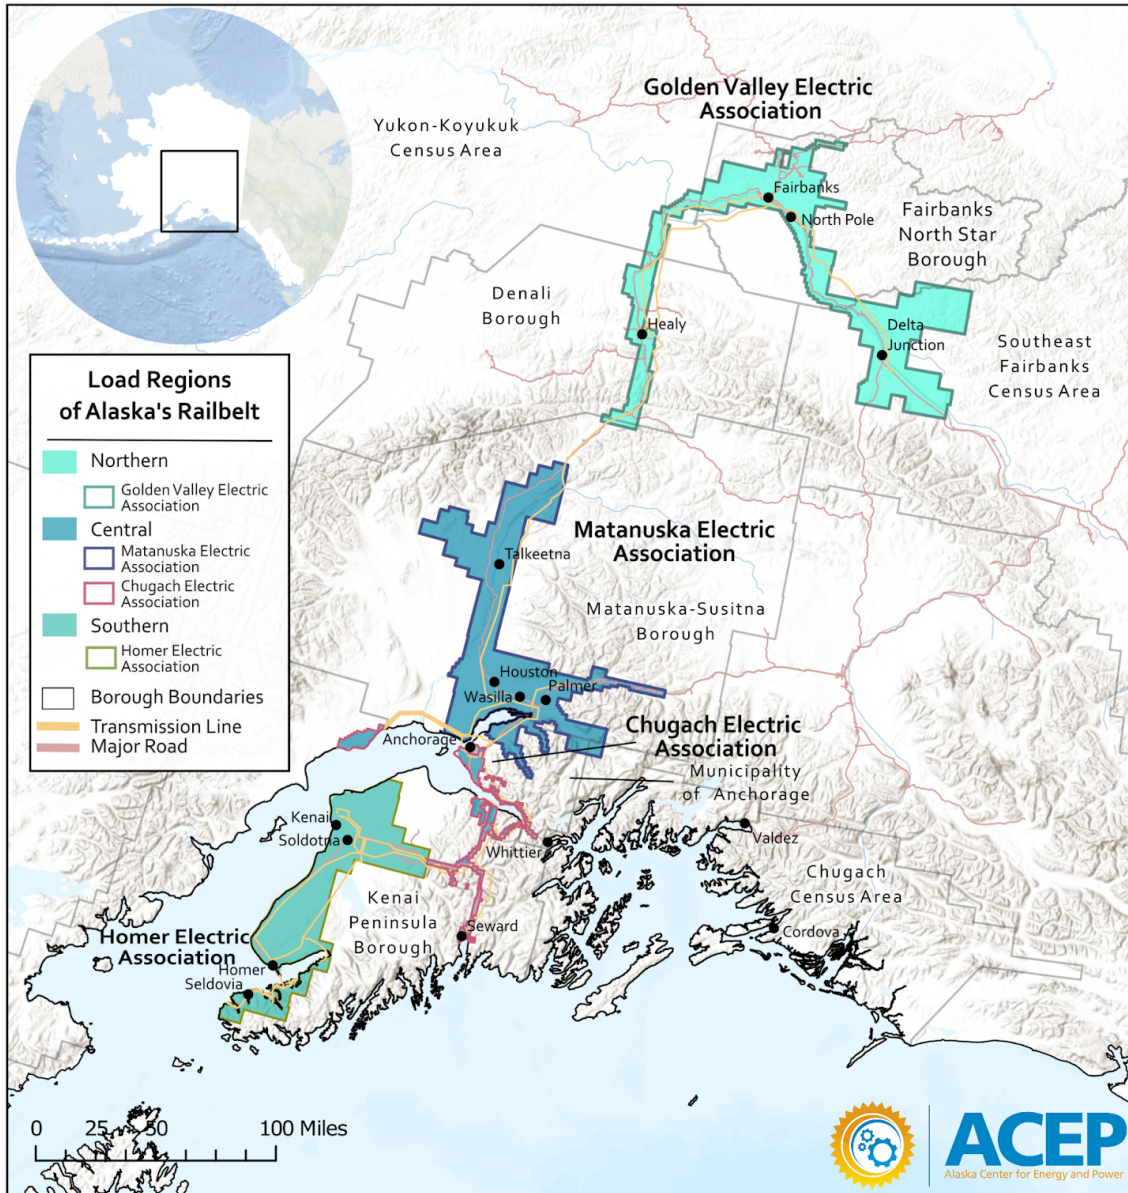 Golden Valley Electric
Association
Yukon-Koyukuk
Census Area
Fairbanks
North Pole
Fairbanks
North Star
Borough
Denali
Borough
Healy
Delta
Junction
Southeast
Fairbanks
Census Area
Load Regions
of Alaska's Railbelt
Northern
Golden Valley Electric
Association
Central
Matanuska Electric
Association
Chugach Electric
Association
Southern
Homer Electric
Association
Borough Boundaries
Transmission Line
Major Road
Matanuska Electric
Association
Talkeetna
Matanuska-Susitna
Borough
Houston
Wasilla
Palmer
Chugach Electric
Association
Anchorage
Municipality
of Anchorage
Kenai
Soldotna
Whittier
Valdez
Chugach
Census Area
Kenai
Peninsula
Borough
Seward
Cordova
Homer Electric
Association
Homer
Seldovia
0 25 50 100 Miles
ACEP
Alaska Center for Energy and Power